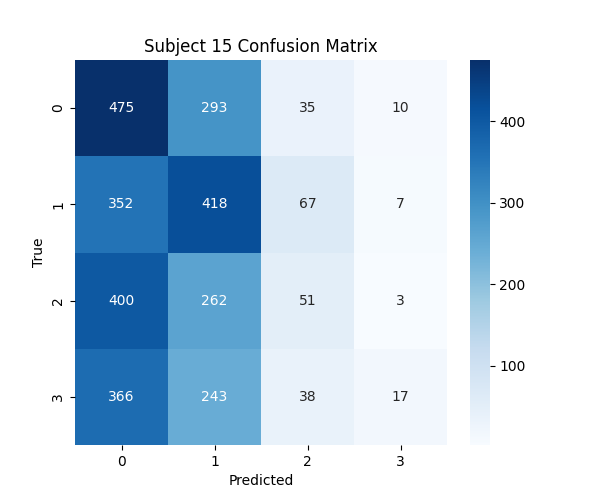 Subject 15 Confusion Matrix
0 475 293 35 10
1 352 418 67 7
2 400 262 51 3
3 366 243 38 17
0 1 2 3
Predicted
True
400
300
200
100